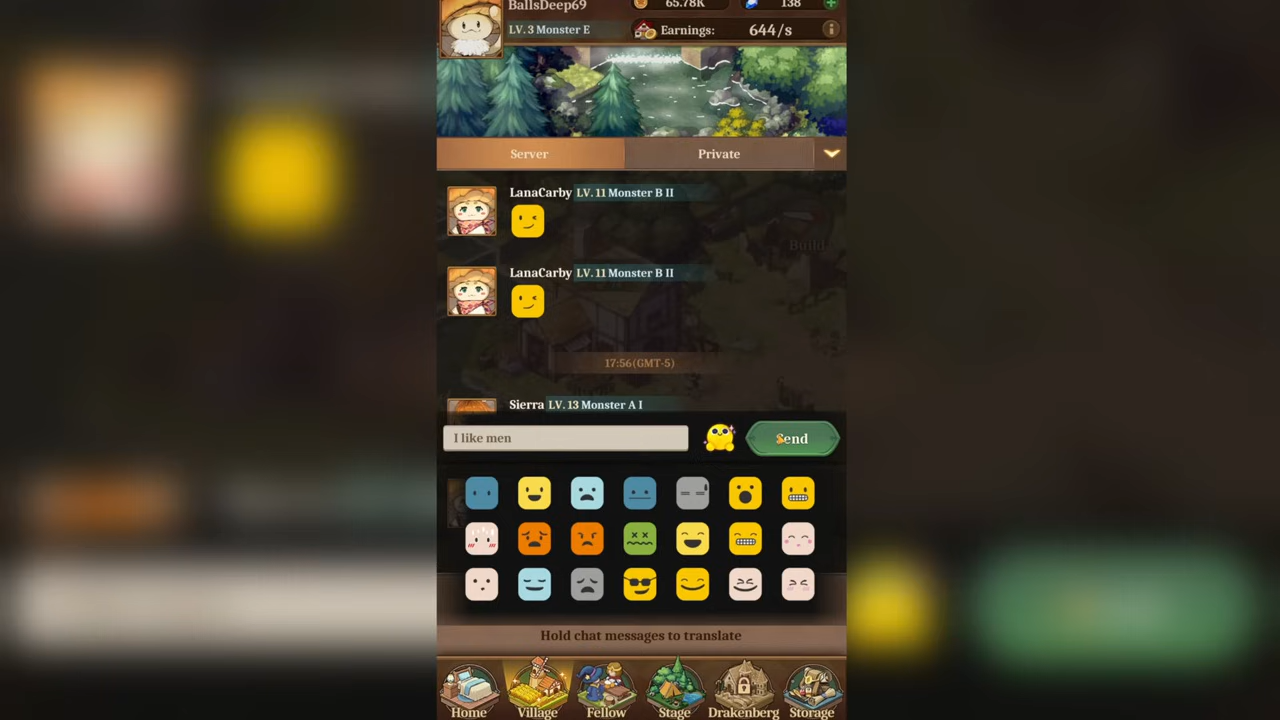 BallsDeep69
65.78K
138
LV. 3 Monster E
Earnings: 644/s
Server
Private
LanaCarby LV. 11 Monster B II
Build
LanaCarby LV. 11 Monster B II
17:56(GMT-5)
Sierra LV. 13 Monster A I
I like men
Send
Hold chat messages to translate
Home
Village
Fellow
Stage
Drakenberg
Storage